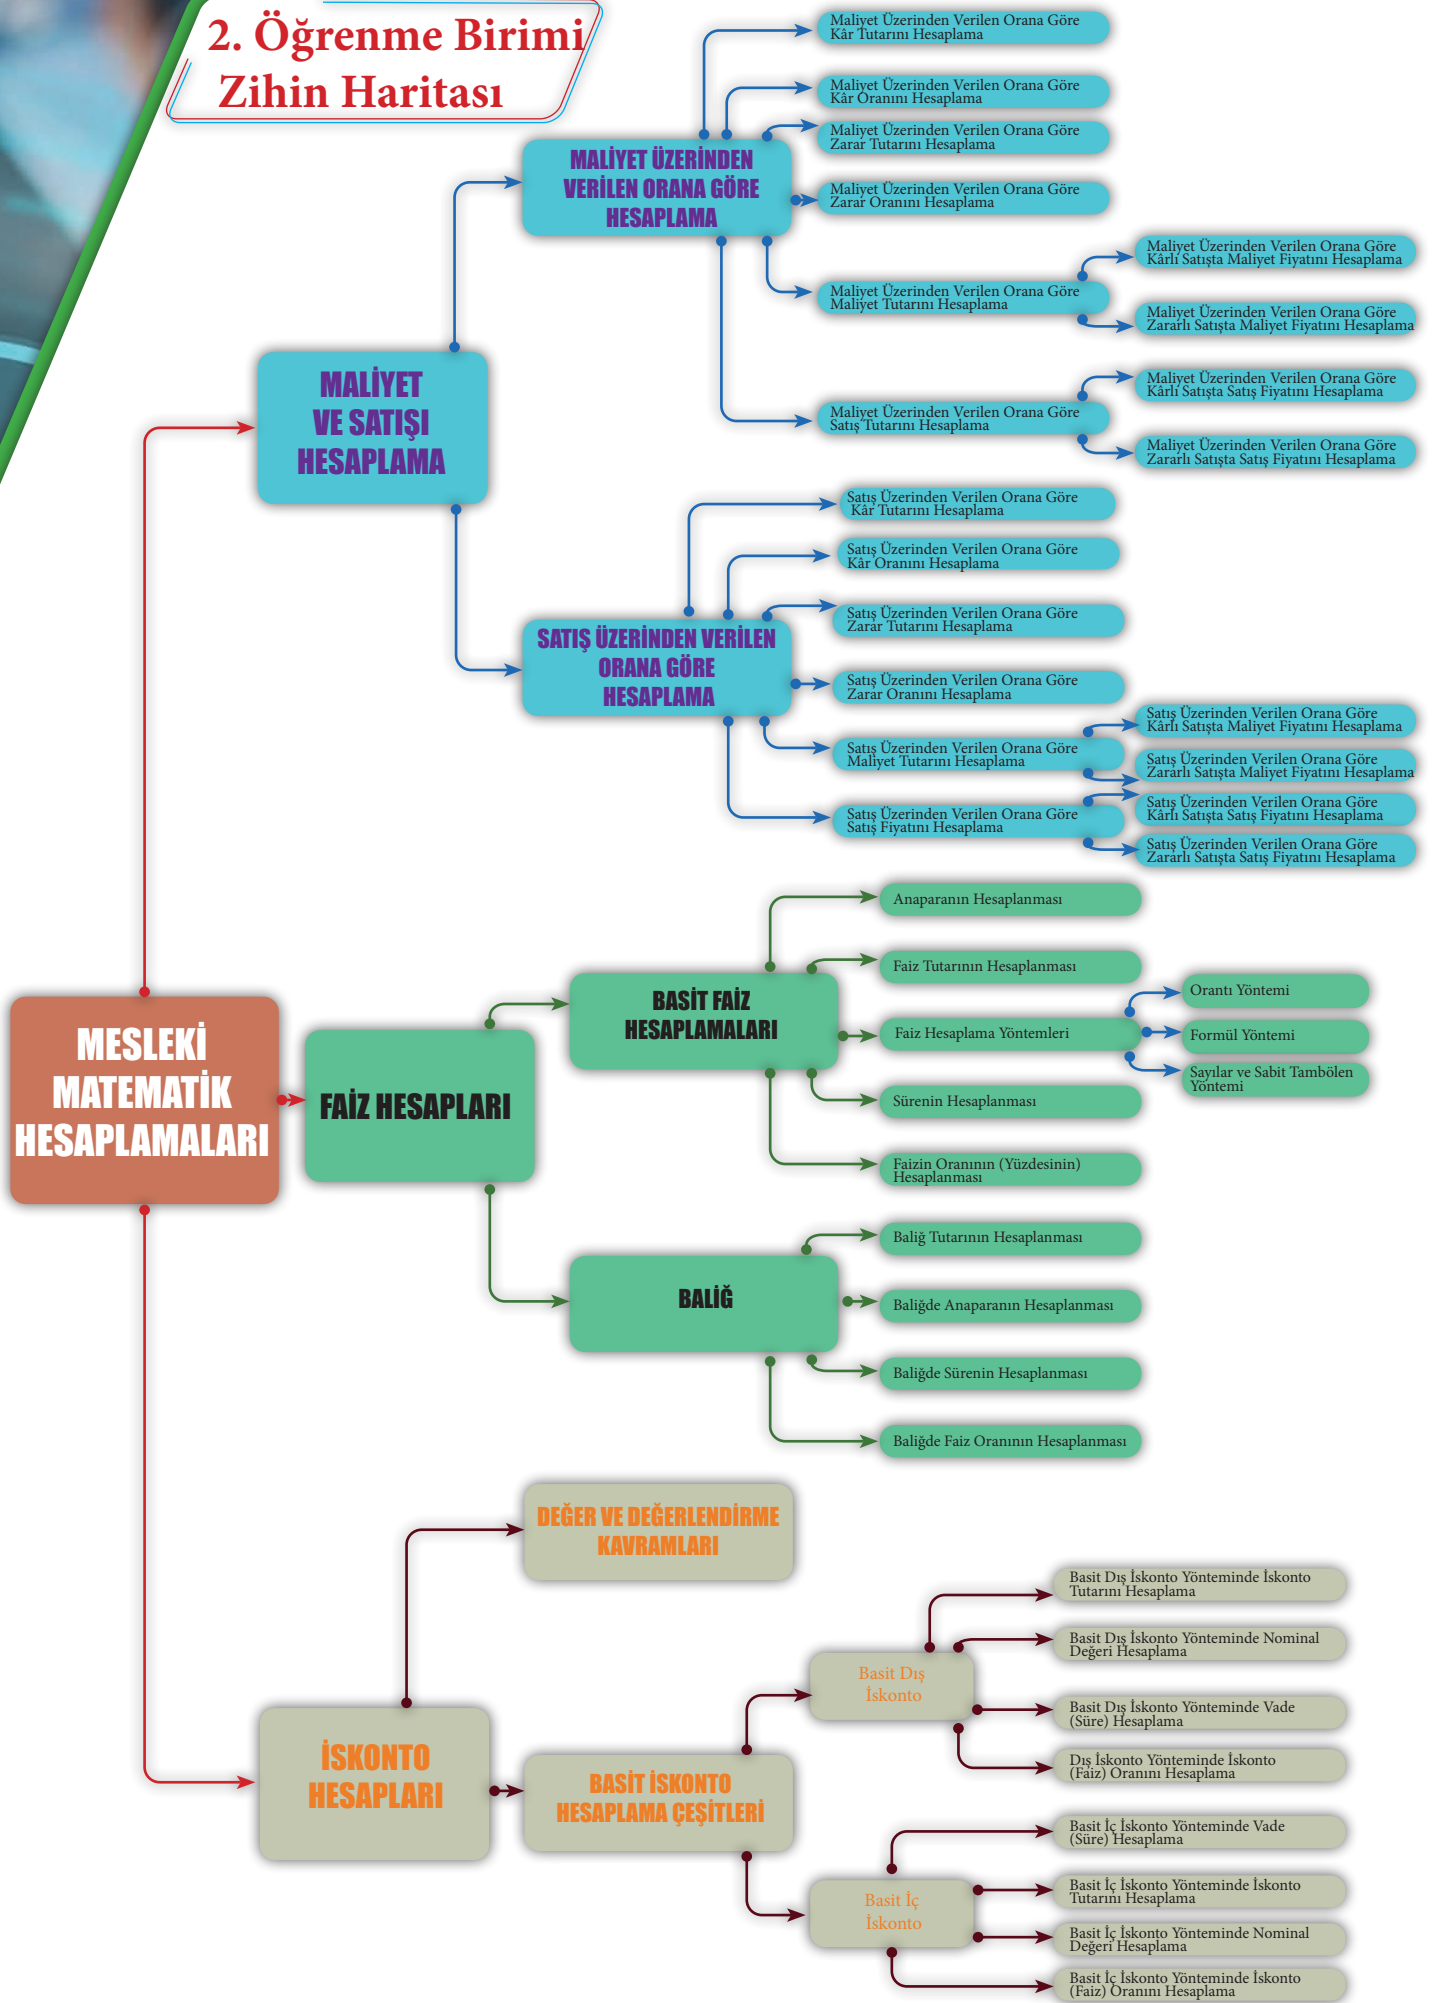 2. Öğrenme Birimi
Zihin Haritası
MESLEKİ
MATEMATİK
HESAPLAMALARI
MALİYET
VE SATIŞI
HESAPLAMA
MALİYET ÜZERİNDEN
VERİLEN ORANA GÖRE
HESAPLAMA
Maliyet Üzerinden Verilen Orana Göre
Kâr Tutarını Hesaplama
Maliyet Üzerinden Verilen Orana Göre
Kâr Oranını Hesaplama
Maliyet Üzerinden Verilen Orana Göre
Zarar Tutarını Hesaplama
Maliyet Üzerinden Verilen Orana Göre
Zarar Oranını Hesaplama
Maliyet Üzerinden Verilen Orana Göre
Maliyet Tutarını Hesaplama
Maliyet Üzerinden Verilen Orana Göre
Kârlı Satışta Maliyet Fiyatını Hesaplama
Maliyet Üzerinden Verilen Orana Göre
Zararlı Satışta Maliyet Fiyatını Hesaplama
Maliyet Üzerinden Verilen Orana Göre
Satış Tutarını Hesaplama
Maliyet Üzerinden Verilen Orana Göre
Kârlı Satışta Satış Fiyatını Hesaplama
Maliyet Üzerinden Verilen Orana Göre
Zararlı Satışta Satış Fiyatını Hesaplama
SATIŞ ÜZERİNDEN VERİLEN
ORANA GÖRE
HESAPLAMA
Satış Üzerinden Verilen Orana Göre
Kâr Tutarını Hesaplama
Satış Üzerinden Verilen Orana Göre
Kâr Oranını Hesaplama
Satış Üzerinden Verilen Orana Göre
Zarar Tutarını Hesaplama
Satış Üzerinden Verilen Orana Göre
Zarar Oranını Hesaplama
Satış Üzerinden Verilen Orana Göre
Maliyet Tutarını Hesaplama
Satış Üzerinden Verilen Orana Göre
Kârlı Satışta Maliyet Fiyatını Hesaplama
Satış Üzerinden Verilen Orana Göre
Zararlı Satışta Maliyet Fiyatını Hesaplama
Satış Üzerinden Verilen Orana Göre
Satış Fiyatını Hesaplama
Satış Üzerinden Verilen Orana Göre
Kârlı Satışta Satış Fiyatını Hesaplama
Satış Üzerinden Verilen Orana Göre
Zararlı Satışta Satış Fiyatını Hesaplama
FAİZ HESAPLARI
BASİT FAİZ
HESAPLAMALARI
Anaparanın Hesaplanması
Faiz Tutarının Hesaplanması
Faiz Hesaplama Yöntemleri
Orantı Yöntemi
Formül Yöntemi
Sayılar ve Sabit Tambölen
Yöntemi
Sürenin Hesaplanması
Faizin Oranının (Yüzdesinin)
Hesaplanması
BALİĞ
Baliğ Tutarının Hesaplanması
Baliğde Anaparanın Hesaplanması
Baliğde Sürenin Hesaplanması
Baliğde Faiz Oranının Hesaplanması
İSKONTO
HESAPLARI
DEĞER VE DEĞERLENDİRME
KAVRAMLARI
BASİT İSKONTO
HESAPLAMA ÇEŞİTLERİ
Basit Dış
İskonto
Basit Dış İskonto Yönteminde İskonto
Tutarını Hesaplama
Basit Dış İskonto Yönteminde Nominal
Değeri Hesaplama
Basit Dış İskonto Yönteminde Vade
(Süre) Hesaplama
Dış İskonto Yönteminde İskonto
(Faiz) Oranını Hesaplama
Basit İç
İskonto
Basit İç İskonto Yönteminde Vade
(Süre) Hesaplama
Basit İç İskonto Yönteminde İskonto
Tutarını Hesaplama
Basit İç İskonto Yönteminde Nominal
Değeri Hesaplama
Basit İç İskonto Yönteminde İskonto
(Faiz) Oranını Hesaplama